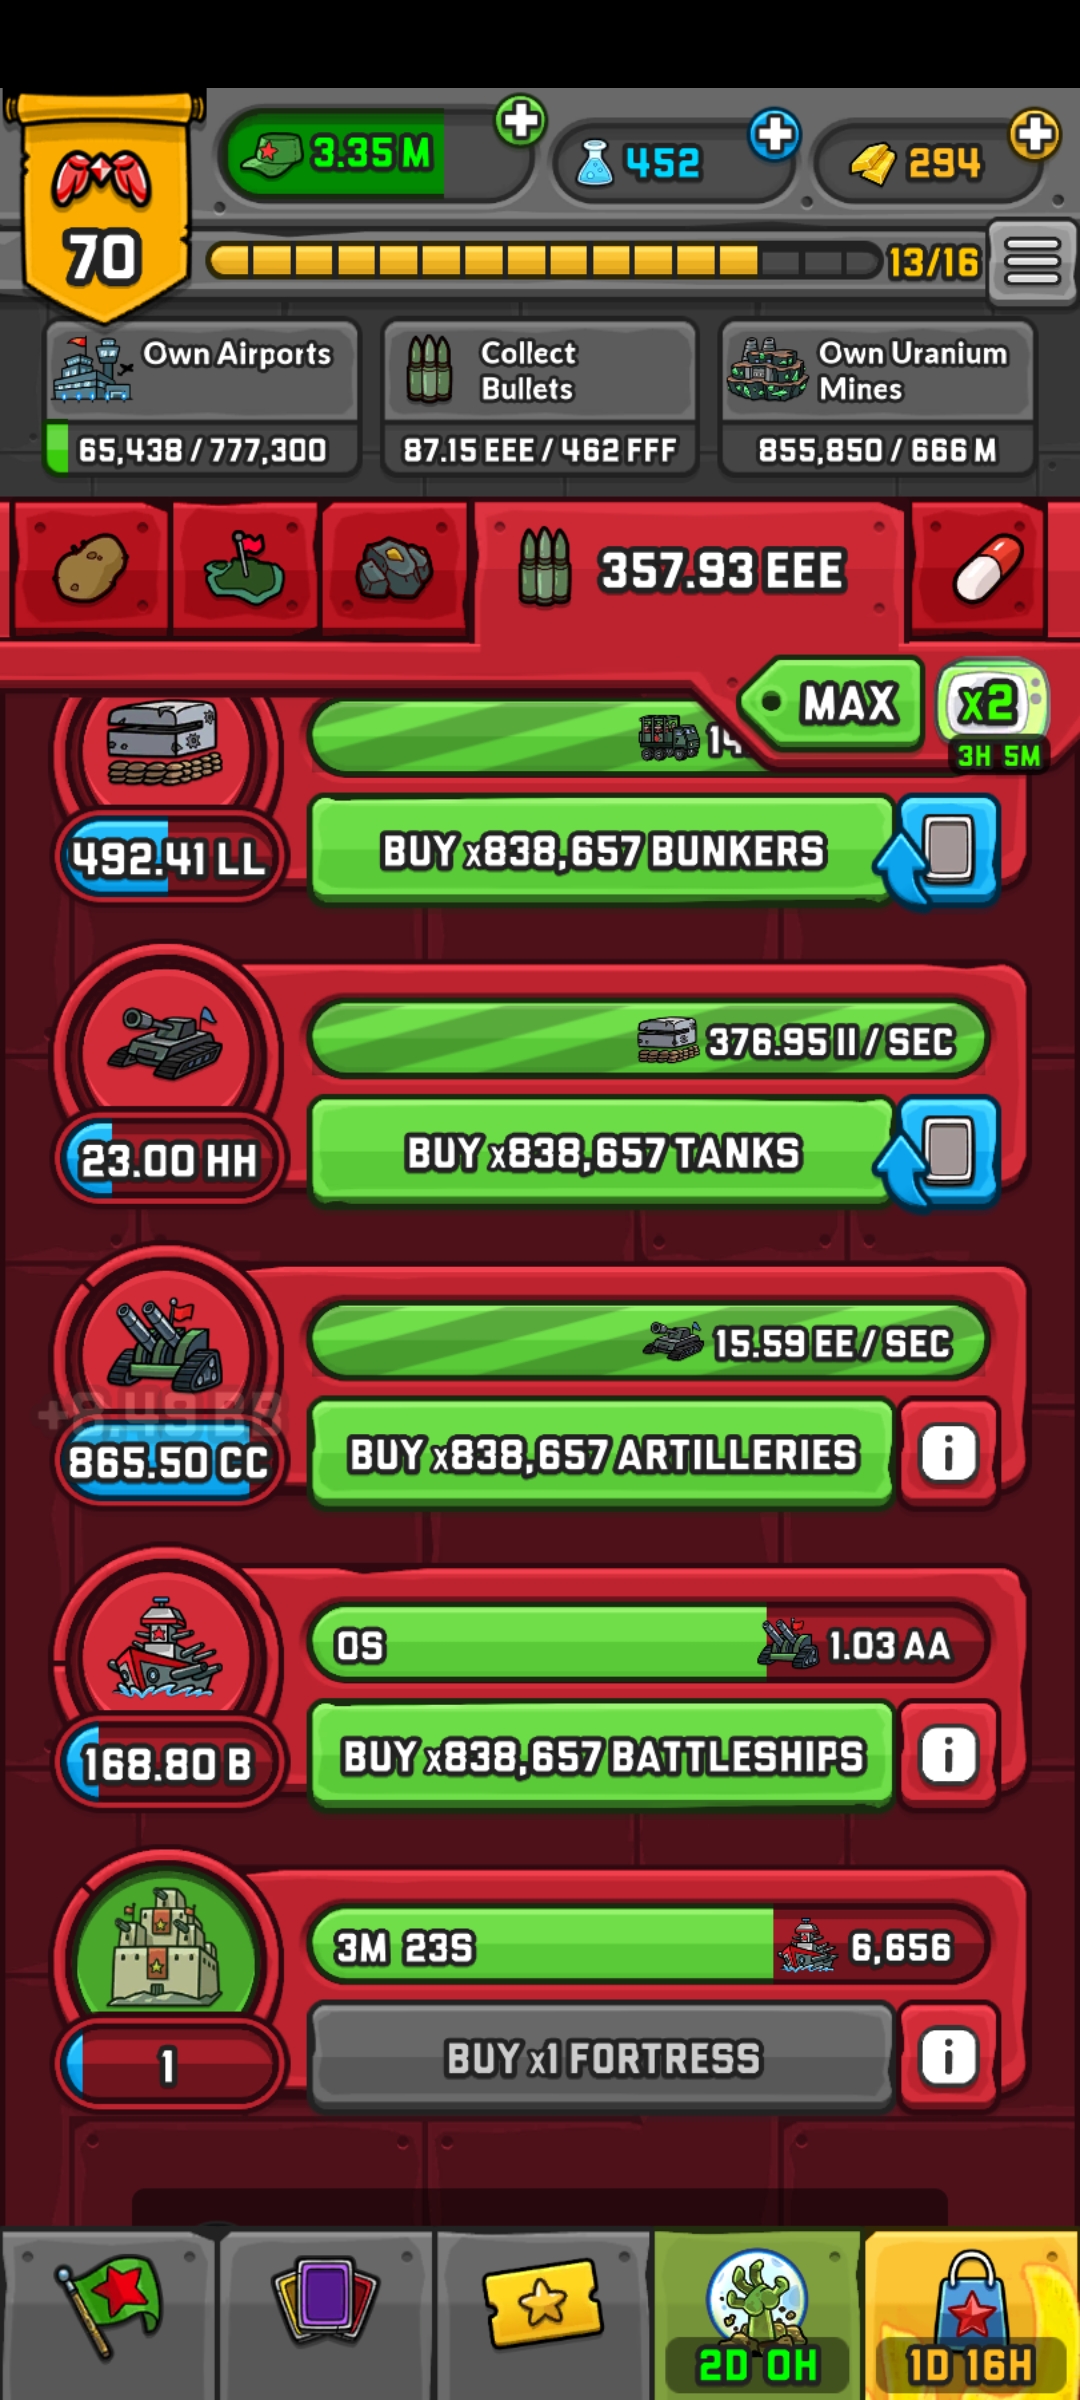 70
3.35 M
452
294
13/16
Own Airports
65,438 / 777,300
Collect
Bullets
87.15 EEE / 462 FFF
Own Uranium
Mines
855,850 / 666 M
357.93 EEE
MAX
x2
3H 5M
492.41 LL
BUY x838,657 BUNKERS
376.95 II / SEC
23.00 HH
BUY x838,657 TANKS
15.59 EE / SEC
865.50 CC
BUY x838,657 ARTILLERIES
i
0S
1.03 AA
168.80 B
BUY x838,657 BATTLESHIPS
i
3M 23S
6,656
1
BUY x1 FORTRESS
i
2D 0H
1D 16H